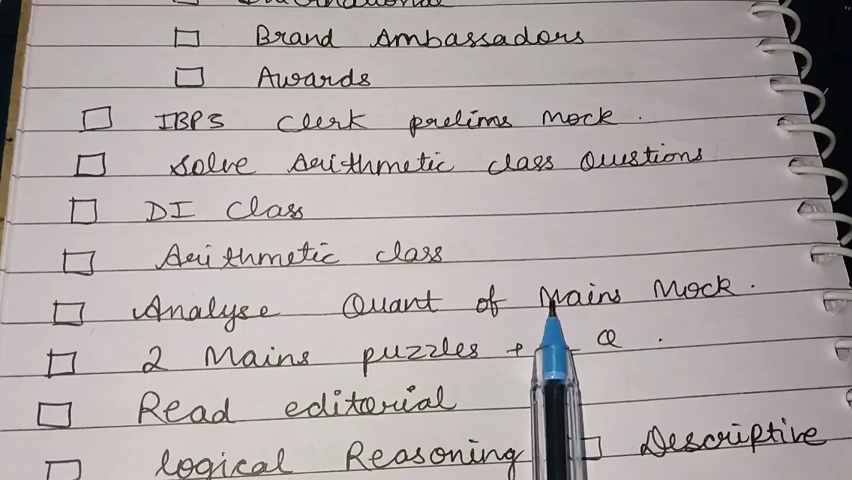 International
Brand Ambassadors
Awards
IBPS Clerk prelims Mock.
Solve Arithmetic class Questions
DI Class
Arithmetic class
Analyse Quant of Mains Mock.
2 Mains puzzles + Q.
Read editorial
logical Reasoning Descriptive